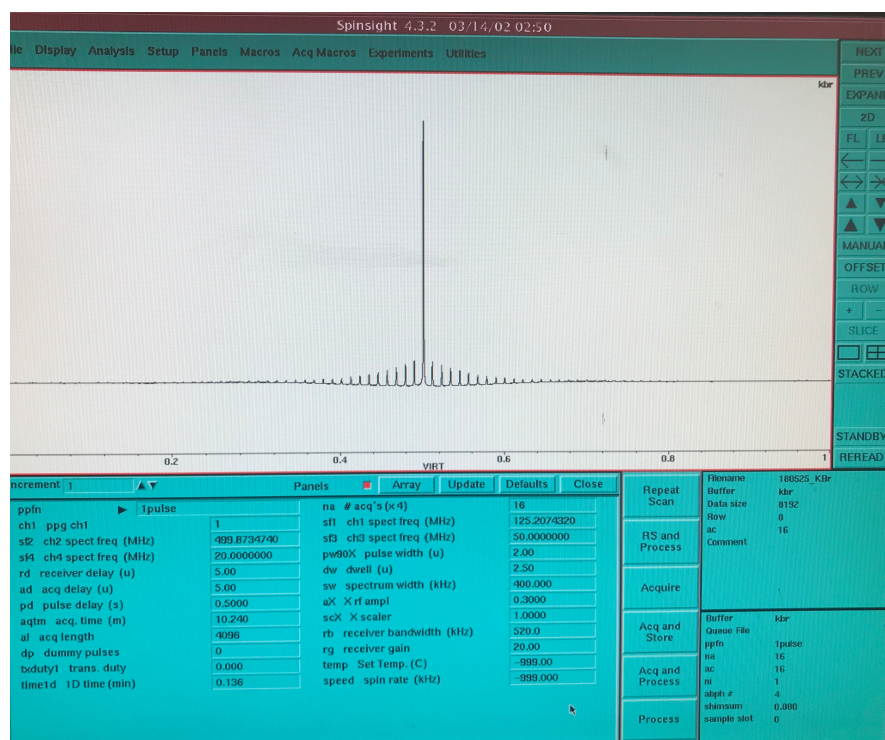 Spinsight 4.3.2 03/14/02 02:50
Display Analysis Setup Panels Macros Acq Macros Experiments Utilities
NEXT
PREV
EXPAND
2D
FL
MANUAL
OFFSET
ROW
+ -
SLICE
STACKED
STANDBY
REREAD
kbr
0.2 0.4 0.6 0.8 1
VIRT
increment 1 Panels Array Update Defaults Close
ppfn 1pulse
ch1 ppg ch1 1
sf2 ch2 spect freq (MHz) 499.8734740
sf4 ch4 spect freq (MHz) 20.0000000
rd receiver delay (u) 5.00
ad acq delay (u) 5.00
pd pulse delay (s) 0.5000
aqtm acq. time (m) 10.240
al acq length 4096
dp dummy pulses 0
txduty1 trans. duty 0.000
time1d 1D time (min) 0.136
na # acq's (x4) 16
sf1 ch1 spect freq (MHz) 125.2074320
sf3 ch3 spect freq (MHz) 50.0000000
pw90X pulse width (u) 2.00
dw dwell (u) 2.50
sw spectrum width (kHz) 400.000
aX X rf ampl 0.3000
scX X scaler 1.0000
rb receiver bandwidth (kHz) 520.0
rg receiver gain 20.00
temp Set Temp. (C) -999.00
speed spin rate (kHz) -999.000
Repeat
Scan
RS and
Process
Acquire
Acq and
Store
Acq and
Process
Process
Filename 180525_KBr
Buffer kbr
Data size 8192
Row 0
ac 16
Comment
Buffer kbr
Queue File
ppfn 1pulse
na 16
ac 16
ni 1
abph # 4
shimsum 0.000
sample slot 0